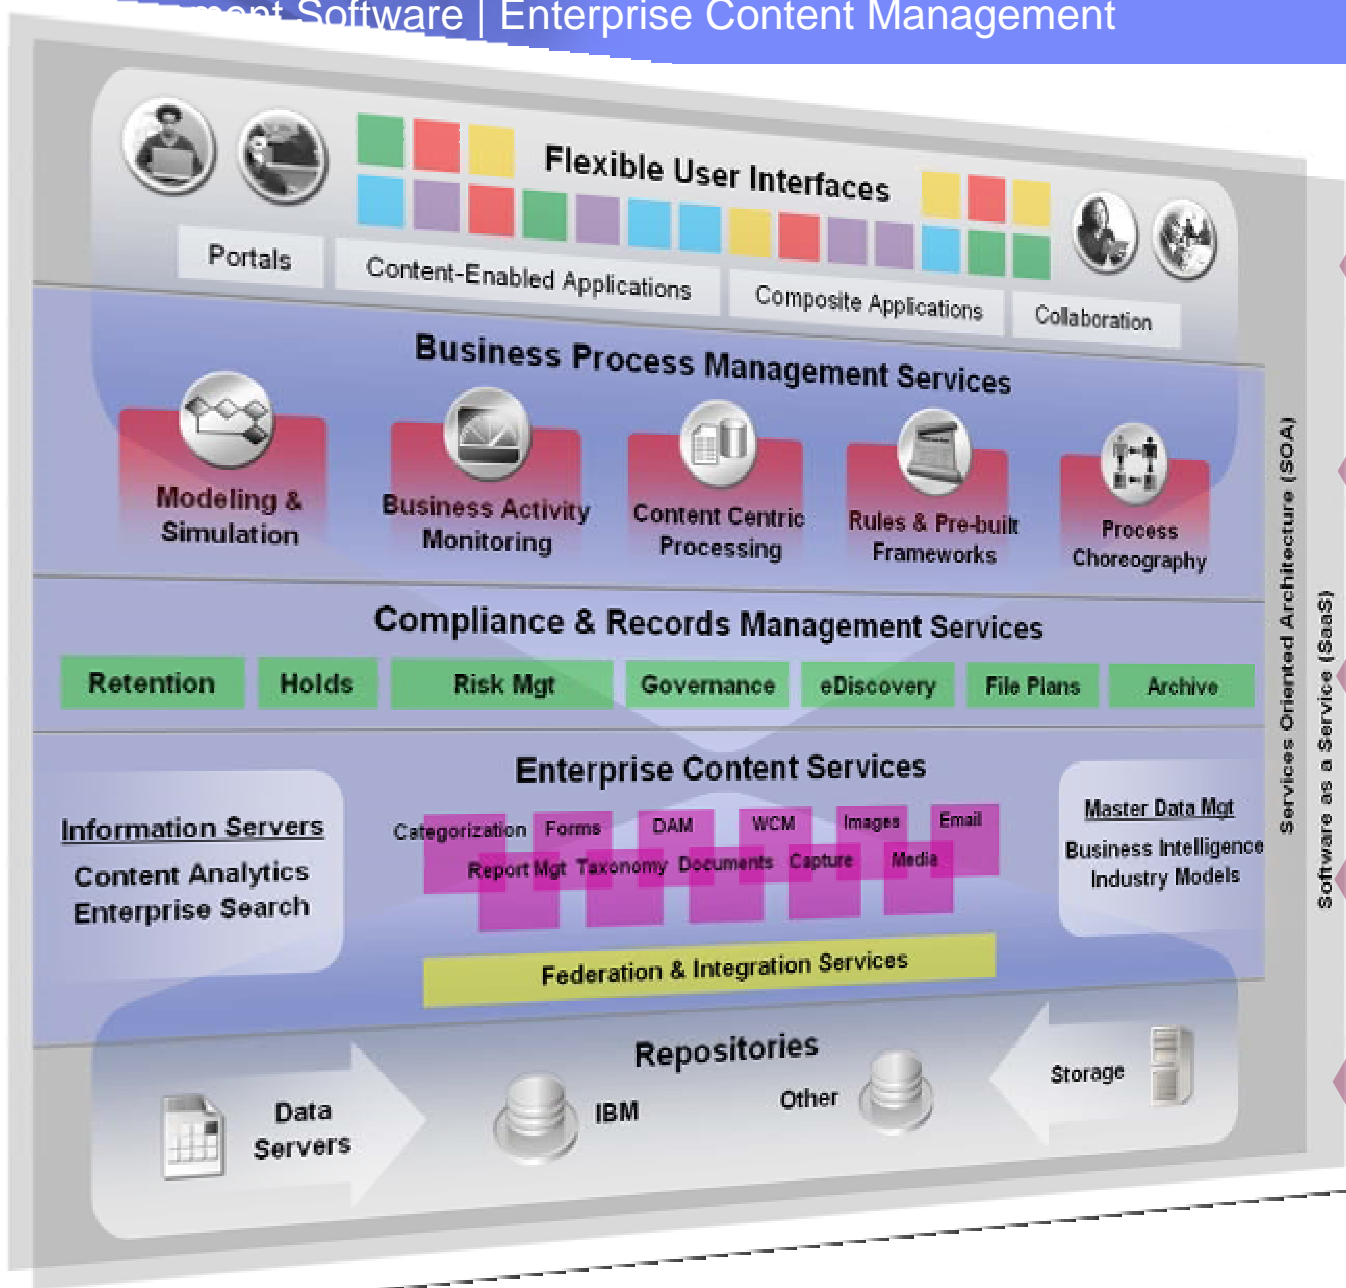 Software | Enterprise Content Management
Flexible User Interfaces
Portals
Content-Enabled Applications
Composite Applications
Collaboration
Business Process Management Services
Modeling &
Simulation
Business Activity
Monitoring
Content Centric
Processing
Rules & Pre-built
Frameworks
Process
Choreography
Compliance & Records Management Services
Retention
Holds
Risk Mgt
Governance
eDiscovery
File Plans
Archive
Enterprise Content Services
Information Servers
Content Analytics
Enterprise Search
Categorization
Forms
DAM
WCM
Images
Email
Report Mgt
Taxonomy
Documents
Capture
Media
Master Data Mgt
Business Intelligence
Industry Models
Federation & Integration Services
Repositories
Data
Servers
IBM
Other
Storage
Services Oriented Architecture (SOA)
Software as a Service (SaaS)